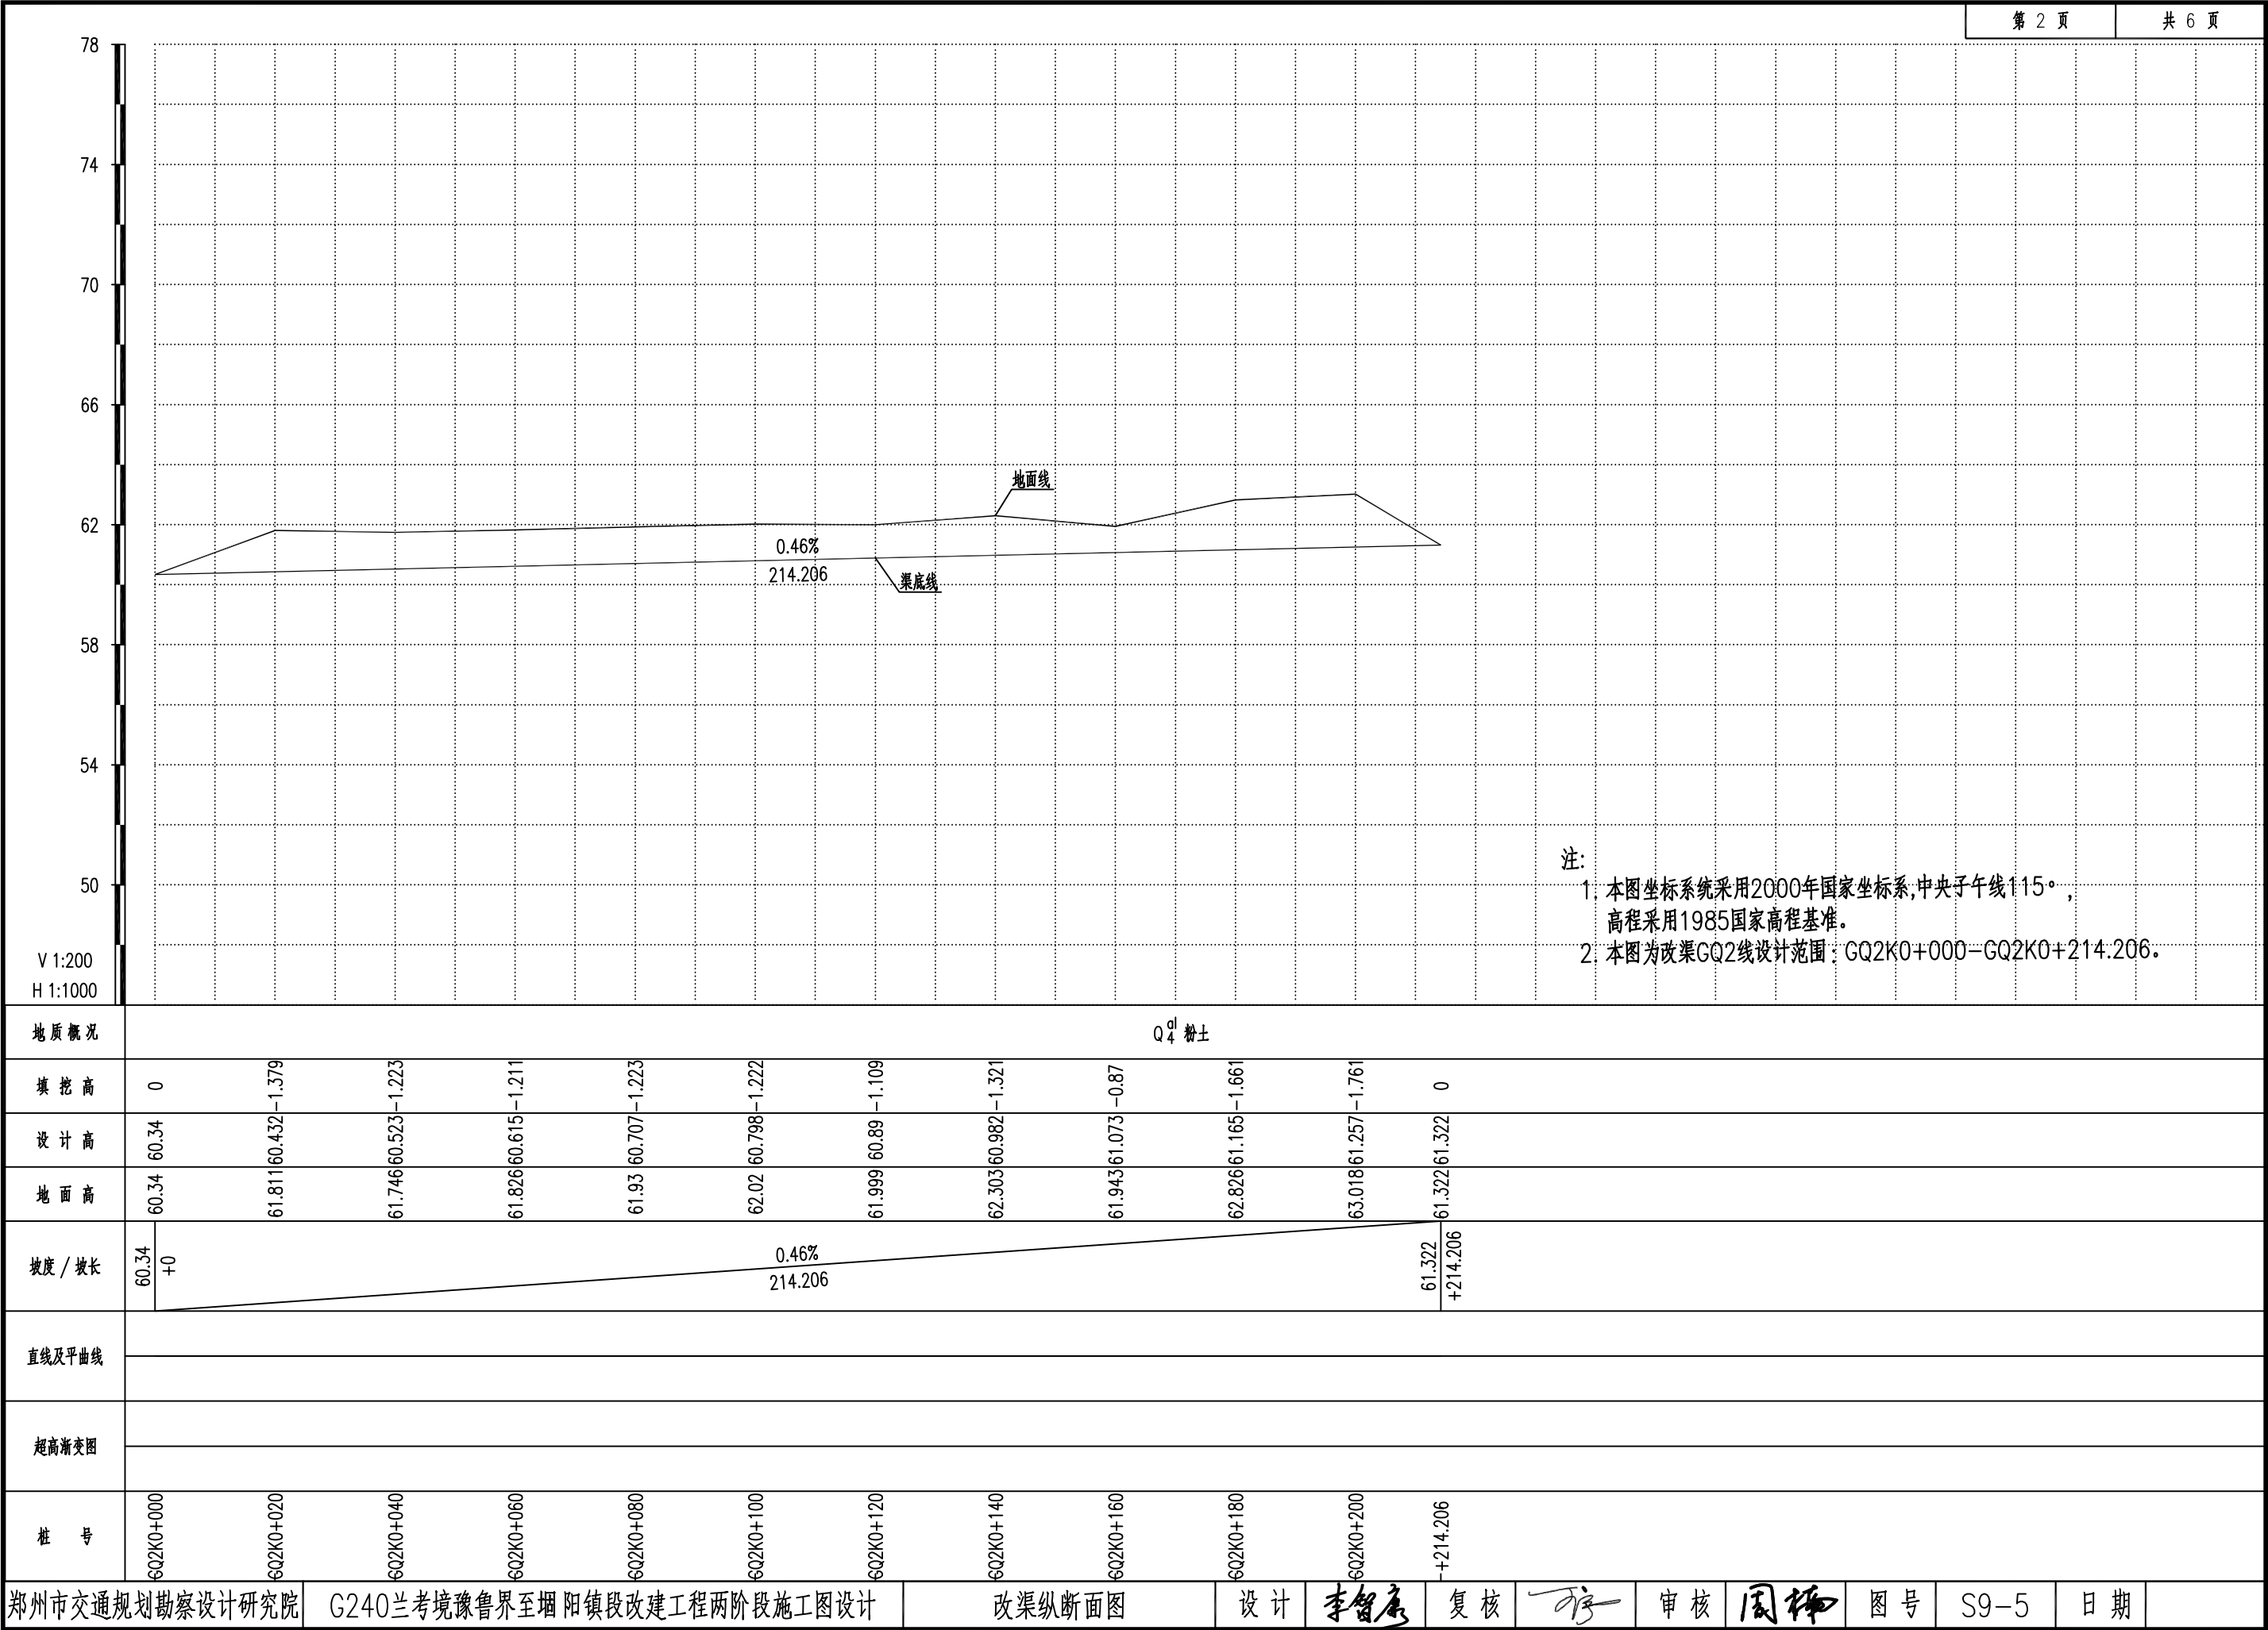 第 2 页 共 6 页
78
74
70
66
62
58
54
50
V 1:200
H 1:1000
地面线
0.46%
214.206
渠底线
注:
1. 本图坐标系统采用2000年国家坐标系,中央子午线115°,
高程采用1985国家高程基准。
2. 本图为改渠GQ2线设计范围: GQ2K0+000-GQ2K0+214.206。
地质概况 Q al 4 粉土
填挖高 0 -1.379 -1.223 -1.211 -1.223 -1.222 -1.109 -1.321 -0.87 -1.661 -1.761 0
设计高 60.34 60.432 60.523 60.615 60.707 60.798 60.89 60.982 61.073 61.165 61.257 61.322
地面高 60.34 61.811 61.746 61.826 61.93 62.02 61.999 62.303 61.943 62.826 63.018 61.322
坡度/坡长 60.34 +0 0.46% 214.206 61.322 +214.206
直线及平曲线
超高渐变图
桩号 GQ2K0+000 GQ2K0+020 GQ2K0+040 GQ2K0+060 GQ2K0+080 GQ2K0+100 GQ2K0+120 GQ2K0+140 GQ2K0+160 GQ2K0+180 GQ2K0+200 +214.206
郑州市交通规划勘察设计研究院 G240兰考境豫鲁界至堌阳镇段改建工程两阶段施工图设计 改渠纵断面图 设计 李智康 复核 审核 周楠 图号 S9-5 日期